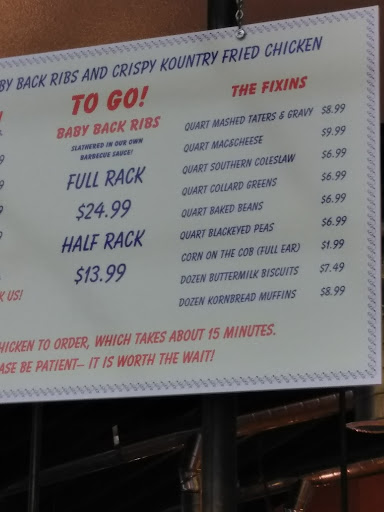 BY BACK RIBS AND CRISPY KOUNTRY FRIED CHICKEN
TO GO!
BABY BACK RIBS
SLATHERED IN OUR OWN
BARBECUE SAUCE!
FULL RACK
$24.99
HALF RACK
$13.99
THE FIXINS
QUART MASHED TATERS & GRAVY $8.99
QUART MAC&CHEESE $9.99
QUART SOUTHERN COLESLAW $6.99
QUART COLLARD GREENS $6.99
QUART BAKED BEANS $6.99
QUART BLACKEYED PEAS $6.99
CORN ON THE COB (FULL EAR) $1.99
DOZEN BUTTERMILK BISCUITS $7.49
DOZEN KORNBREAD MUFFINS $8.99
K US!
HICKEN TO ORDER, WHICH TAKES ABOUT 15 MINUTES.
ASE BE PATIENT– IT IS WORTH THE WAIT!